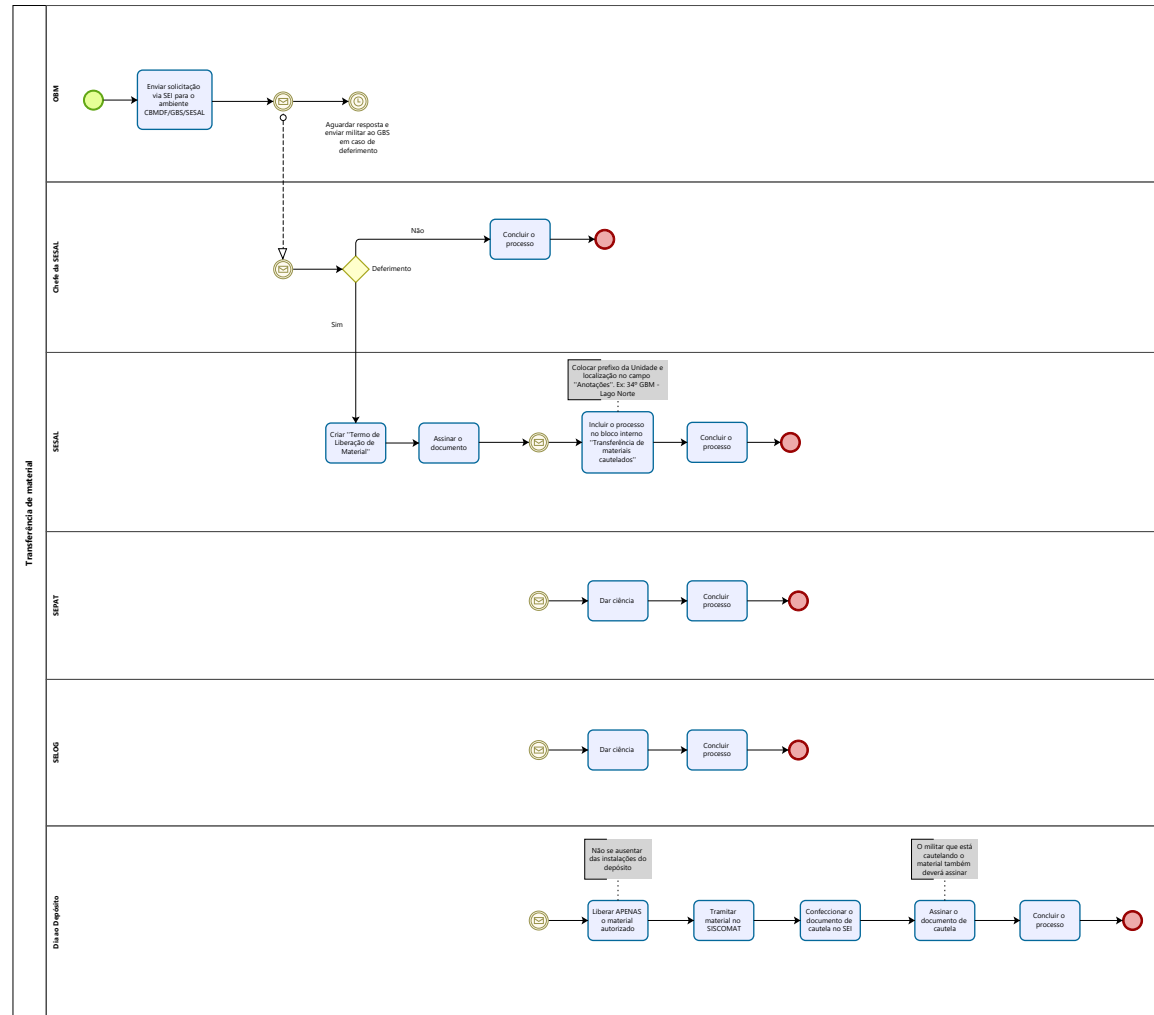 Transferência de material
OBM
Enviar solicitação
via SEI para o
ambiente
CBMDF/GBS/SESAL
Aguardar resposta e
enviar militar ao GBS
em caso de
deferimento
Chefe da SESAL
Deferimento
Não
Concluir o
processo
Sim
SESAL
Criar "Termo de
Liberação de
Material"
Assinar o
documento
Colocar prefixo da Unidade e
localização no campo
"Anotações". Ex: 34º GBM -
Lago Norte
Incluir o processo
no bloco interno
"Transferência de
materiais
cautelados"
Concluir o
processo
SEPAT
Dar ciência
Concluir
processo
SELOG
Dar ciência
Concluir
processo
Dia ao Depósito
Não se ausentar
das instalações do
depósito
Liberar APENAS
o material
autorizado
Tramitar
material no
SISCOMAT
Confeccionar o
documento de
cautela no SEI
O militar que está
cautelando o
material também
deverá assinar
Assinar o
documento de
cautela
Concluir o
processo